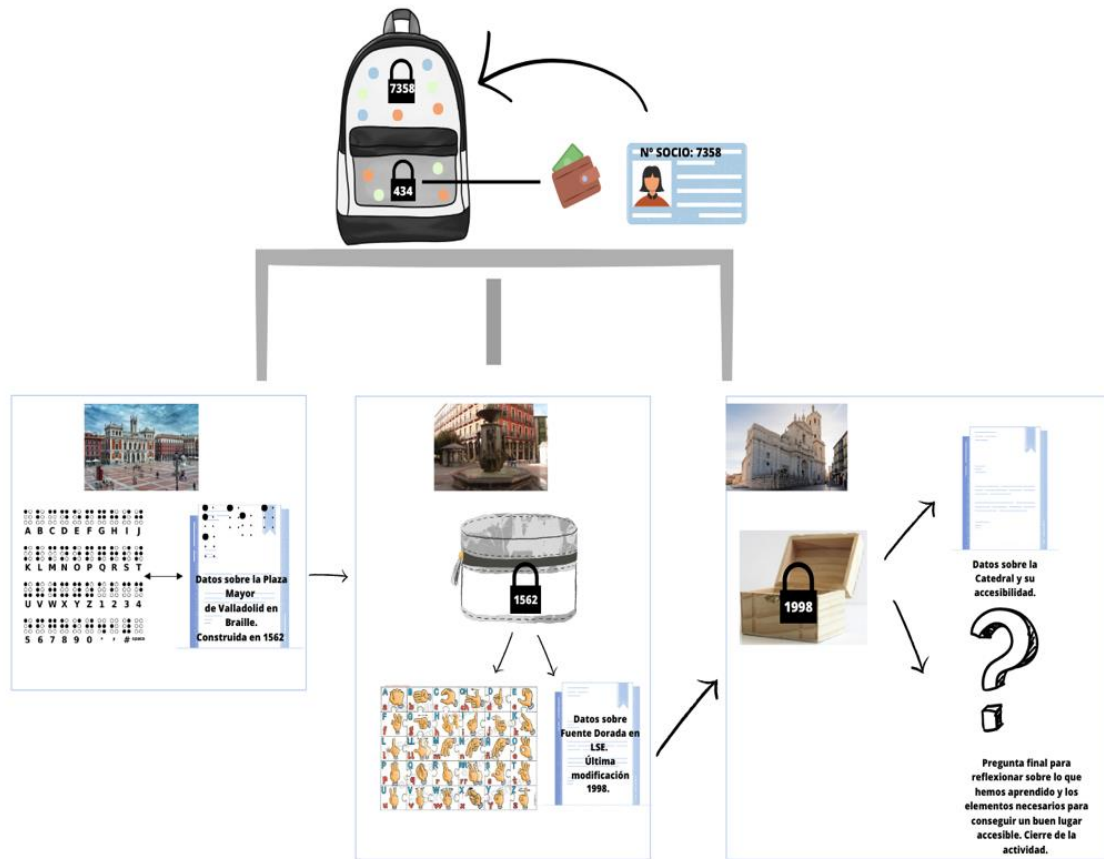 7358
434
Nº SOCIO: 7358
A B C D E F G H I J
K L M N O P Q R S T
U V W X Y Z 1 2 3 4
5 6 7 8 9 0
#
Datos sobre la Plaza
Mayor
de Valladolid en
Braille.
Construida en 1562
1562
Datos sobre
Fuente Dorada en
LSE.
Última
modificación
1998.
1998
Datos sobre la
Catedral y su
accesibilidad.
?
Pregunta final para
reflexionar sobre lo que
hemos aprendido y los
elementos necesarios para
conseguir un buen lugar
accesible. Cierre de la
actividad.